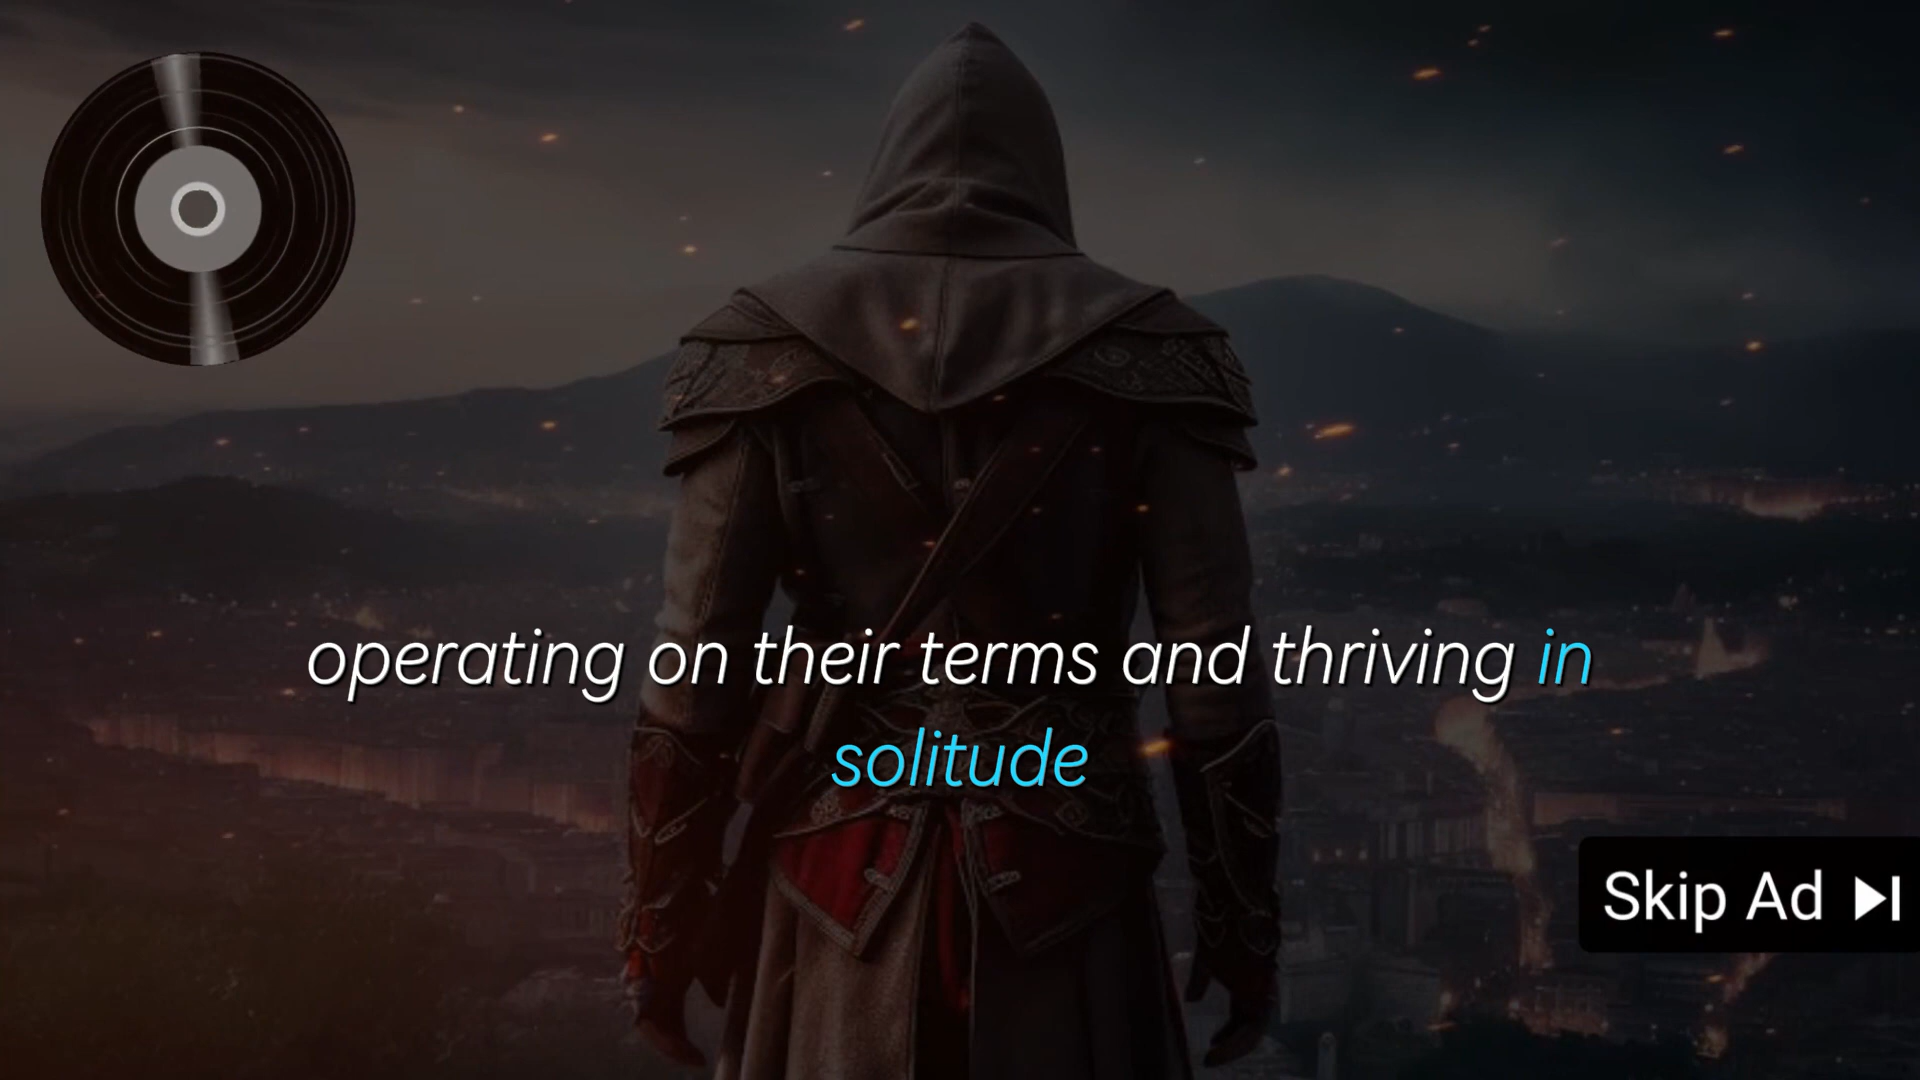 operating on their terms and thriving in
solitude
Skip Ad